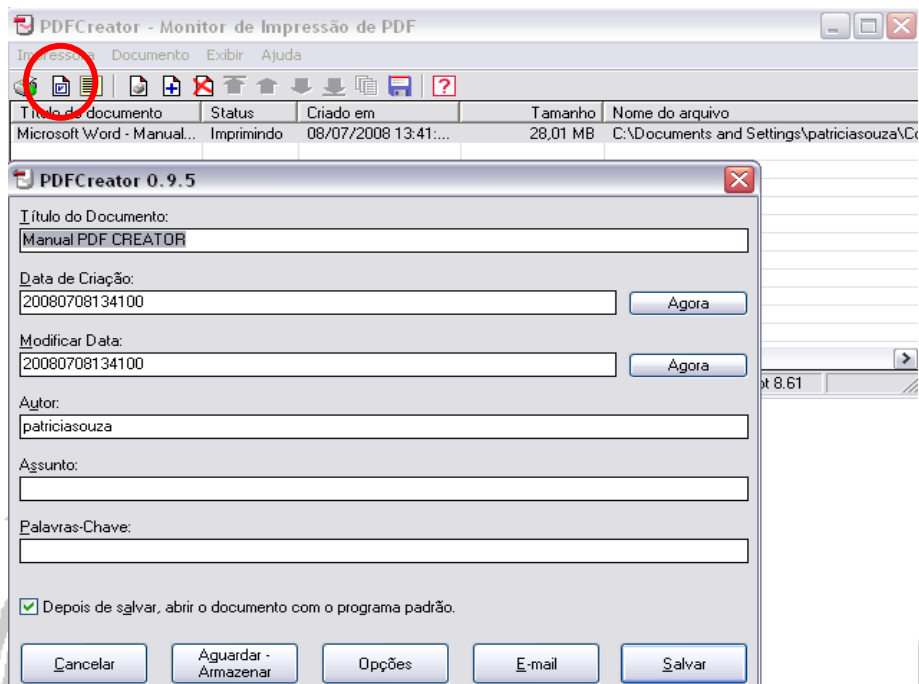 PDFCreator - Monitor de Impressão de PDF
Impressora Documento Exibir Ajuda
Título do documento Status Criado em Tamanho Nome do arquivo
Microsoft Word - Manual... Imprimindo 08/07/2008 13:41:... 28,01 MB C:\Documents and Settings\patriciasouza\Co
PDFCreator 0.9.5
Título do Documento:
Manual PDF CREATOR
Data de Criação:
20080708134100 Agora
Modificar Data:
20080708134100 Agora
pt 8.61
Autor:
patriciasouza
Assunto:
Palavras-Chave:
Depois de salvar, abrir o documento com o programa padrão.
Cancelar Aguardar - Armazenar Opções E-mail Salvar